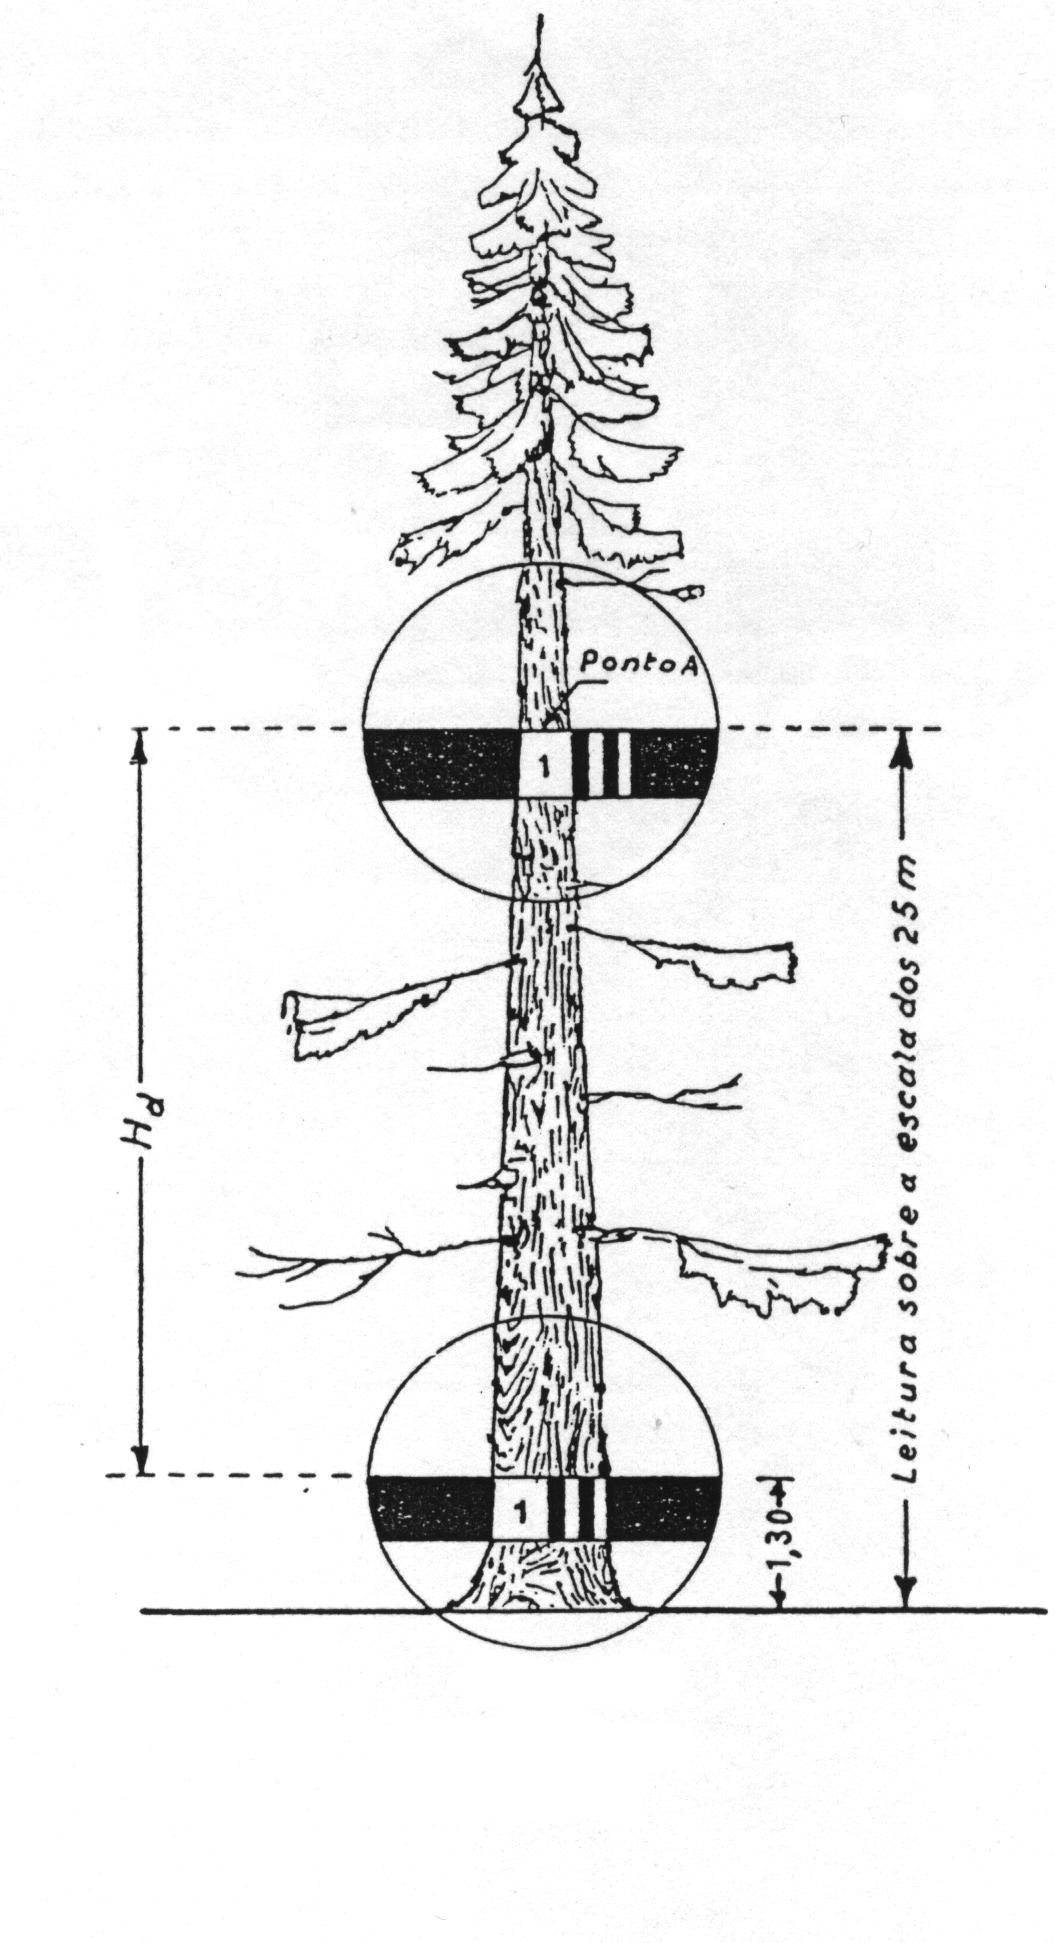 Ponto A
1
Hd
Leitura sobre a escala dos 25 m
1
1,30